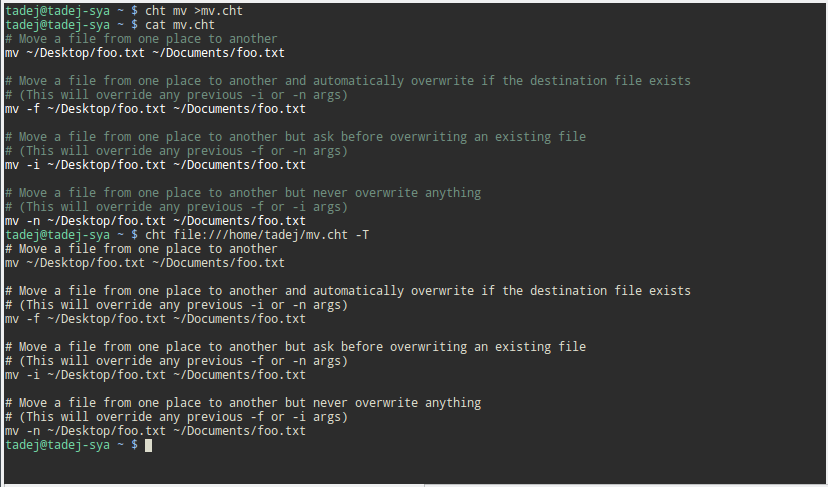 tadej@tadej-sya ~ $ cht mv >mv.cht
tadej@tadej-sya ~ $ cat mv.cht
# Move a file from one place to another
mv ~/Desktop/foo.txt ~/Documents/foo.txt
# Move a file from one place to another and automatically overwrite if the destination file exists
# (This will override any previous -i or -n args)
mv -f ~/Desktop/foo.txt ~/Documents/foo.txt
# Move a file from one place to another but ask before overwriting an existing file
# (This will override any previous -f or -n args)
mv -i ~/Desktop/foo.txt ~/Documents/foo.txt
# Move a file from one place to another but never overwrite anything
# (This will override any previous -f or -i args)
mv -n ~/Desktop/foo.txt ~/Documents/foo.txt
tadej@tadej-sya ~ $ cht file:///home/tadej/mv.cht -T
# Move a file from one place to another
mv ~/Desktop/foo.txt ~/Documents/foo.txt
# Move a file from one place to another and automatically overwrite if the destination file exists
# (This will override any previous -i or -n args)
mv -f ~/Desktop/foo.txt ~/Documents/foo.txt
# Move a file from one place to another but ask before overwriting an existing file
# (This will override any previous -f or -n args)
mv -i ~/Desktop/foo.txt ~/Documents/foo.txt
# Move a file from one place to another but never overwrite anything
# (This will override any previous -f or -i args)
mv -n ~/Desktop/foo.txt ~/Documents/foo.txt
tadej@tadej-sya ~ $